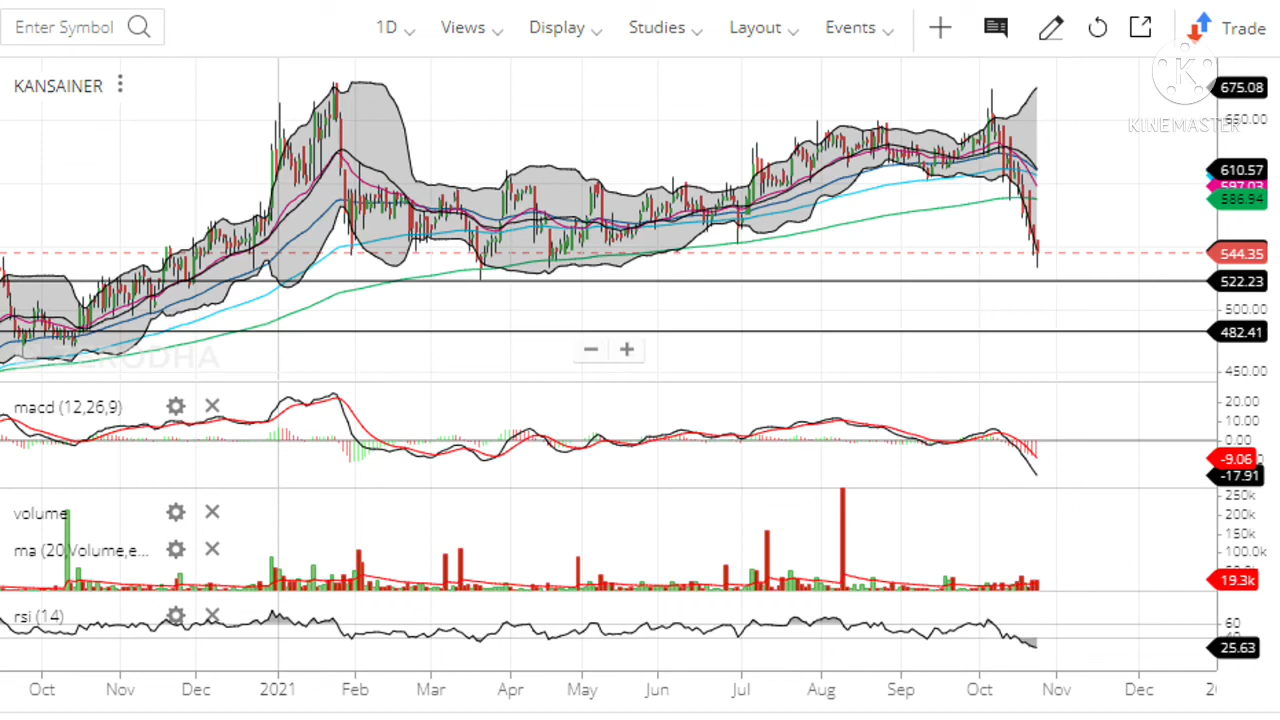 Enter Symbol 1D Views Display Studies Layout Events Trade
KANSAINER
K
KINEMASTER
675.08
610.57
586.94
544.35
522.23
500.00
482.41
450.00
macd (12,26,9)
20.00
10.00
0.00
-9.06
-17.91
volume
ma (20,Volume,e...
250k
200k
150k
100.0k
19.3k
rsi (14)
60
25.63
Oct Nov Dec 2021 Feb Mar Apr May Jun Jul Aug Sep Oct Nov Dec